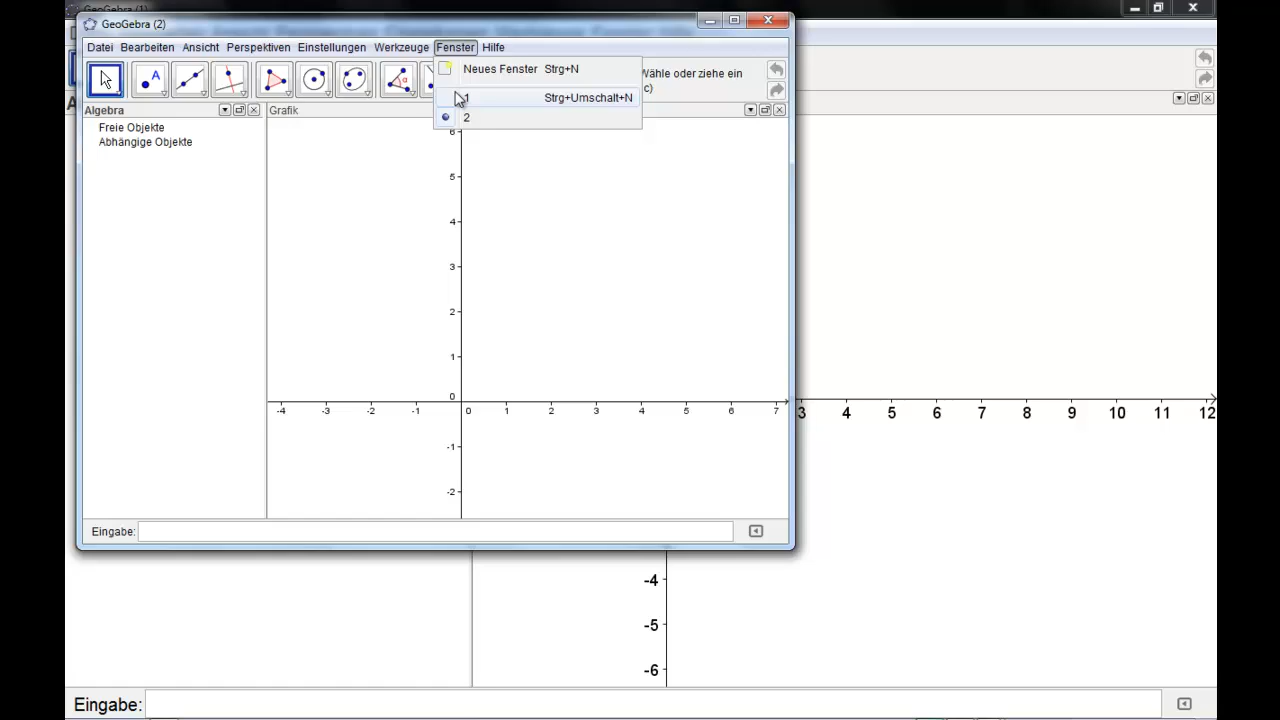 GeoGebra (1)
GeoGebra (2)
Datei Bearbeiten Ansicht Perspektiven Einstellungen Werkzeuge Fenster Hilfe
Neues Fenster Strg+N
1 Strg+Umschalt+N
2
Wähle oder ziehe ein
c)
A
Algebra
Grafik
Freie Objekte
Abhängige Objekte
6
5
4
3
2
1
0
-4 -3 -2 -1 0 1 2 3 4 5 6 7
-1
-2
3 4 5 6 7 8 9 10 11 12
Eingabe:
-4
-5
-6
Eingabe: